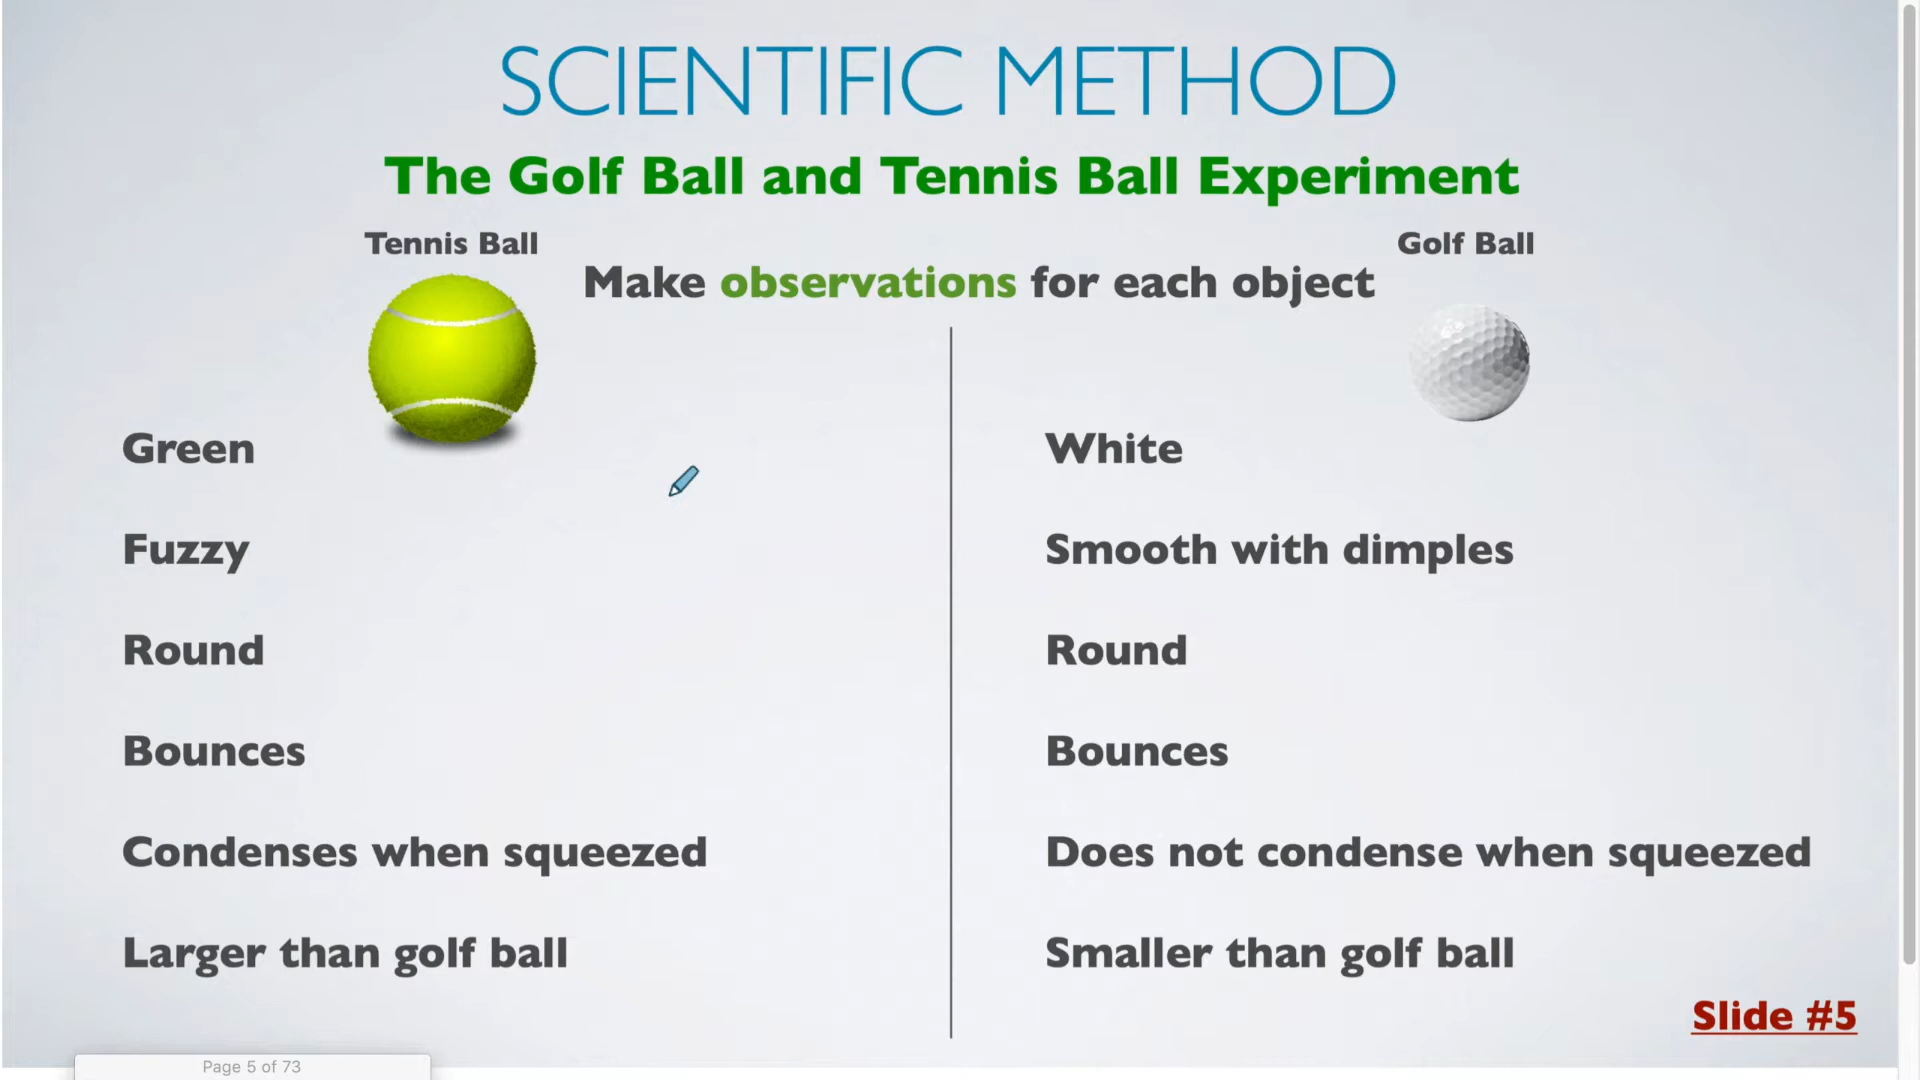 SCIENTIFIC METHOD
The Golf Ball and Tennis Ball Experiment
Tennis Ball
Golf Ball
Make observations for each object
Green
Fuzzy
Round
Bounces
Condenses when squeezed
Larger than golf ball
White
Smooth with dimples
Round
Bounces
Does not condense when squeezed
Smaller than golf ball
Slide #5
Page 5 of 73